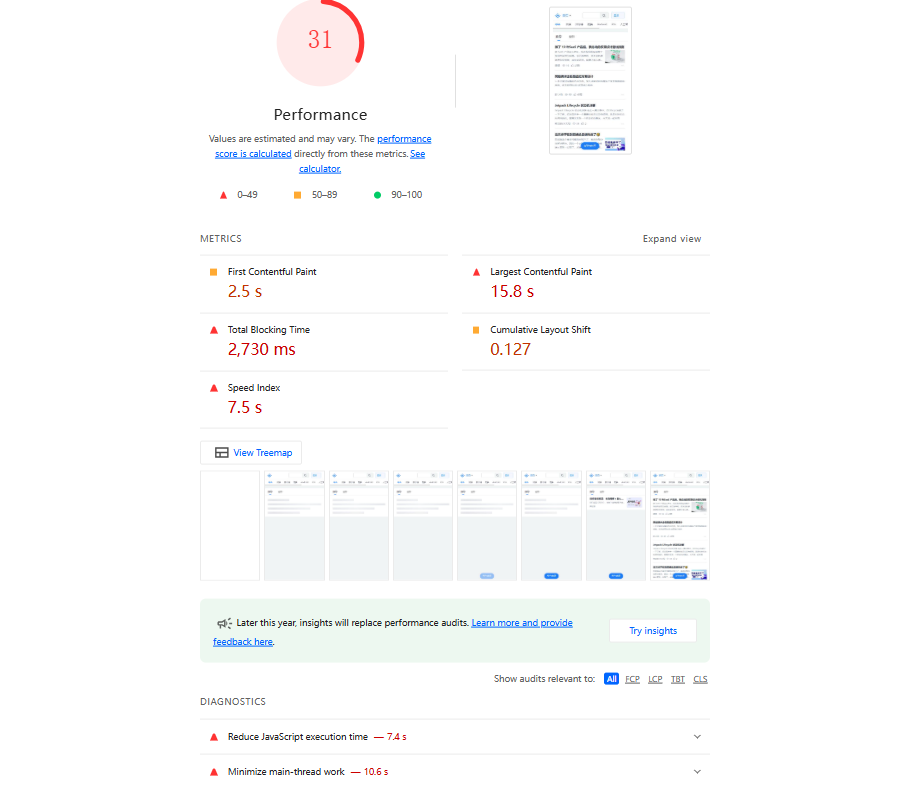 31
Performance
Values are estimated and may vary. The performance
score is calculated directly from these metrics. See
calculator.
0–49
50–89
90–100
METRICS
Expand view
First Contentful Paint
2.5 s
Largest Contentful Paint
15.8 s
Total Blocking Time
2,730 ms
Cumulative Layout Shift
0.127
Speed Index
7.5 s
View Treemap
Later this year, insights will replace performance audits. Learn more and provide
feedback here.
Try insights
Show audits relevant to: All FCP LCP TBT CLS
DIAGNOSTICS
Reduce JavaScript execution time — 7.4 s
Minimize main-thread work — 10.6 s